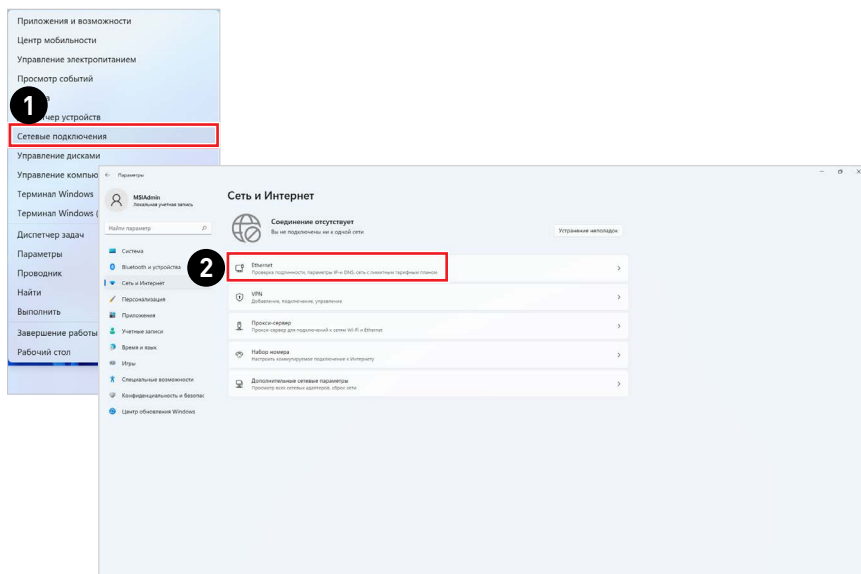 Приложения и возможности
Центр мобильности
Управление электропитанием
Просмотр событий
1
Сетевые подключения
Управление дисками
Управление компью
Терминал Windows
Терминал Windows (
Диспетчер задач
Параметры
Проводник
Найти
Выполнить
Завершение работы
Рабочий стол
Параметры
MSIAdmin
Локальная учетная запись
Найти параметр
Система
Bluetooth и устройства
Сеть и Интернет
Персонализация
Приложения
Учетные записи
Время и язык
Игры
Специальные возможности
Конфиденциальность и безопас
Центр обновления Windows
Сеть и Интернет
Соединение отсутствует
Вы не подключены ни к одной сети
Устранение неполадок
2
Ethernet
Проверка подлинности, параметры IP и DNS, сеть с лимитным тарифным планом
VPN
Добавление, подключение, управление
Прокси-сервер
Прокси-сервер для подключений к сетям Wi-Fi и Ethernet
Набор номера
Настроить коммутируемое подключение к Интернету
Дополнительные сетевые параметры
Просмотр всех сетевых адаптеров, сброс сети